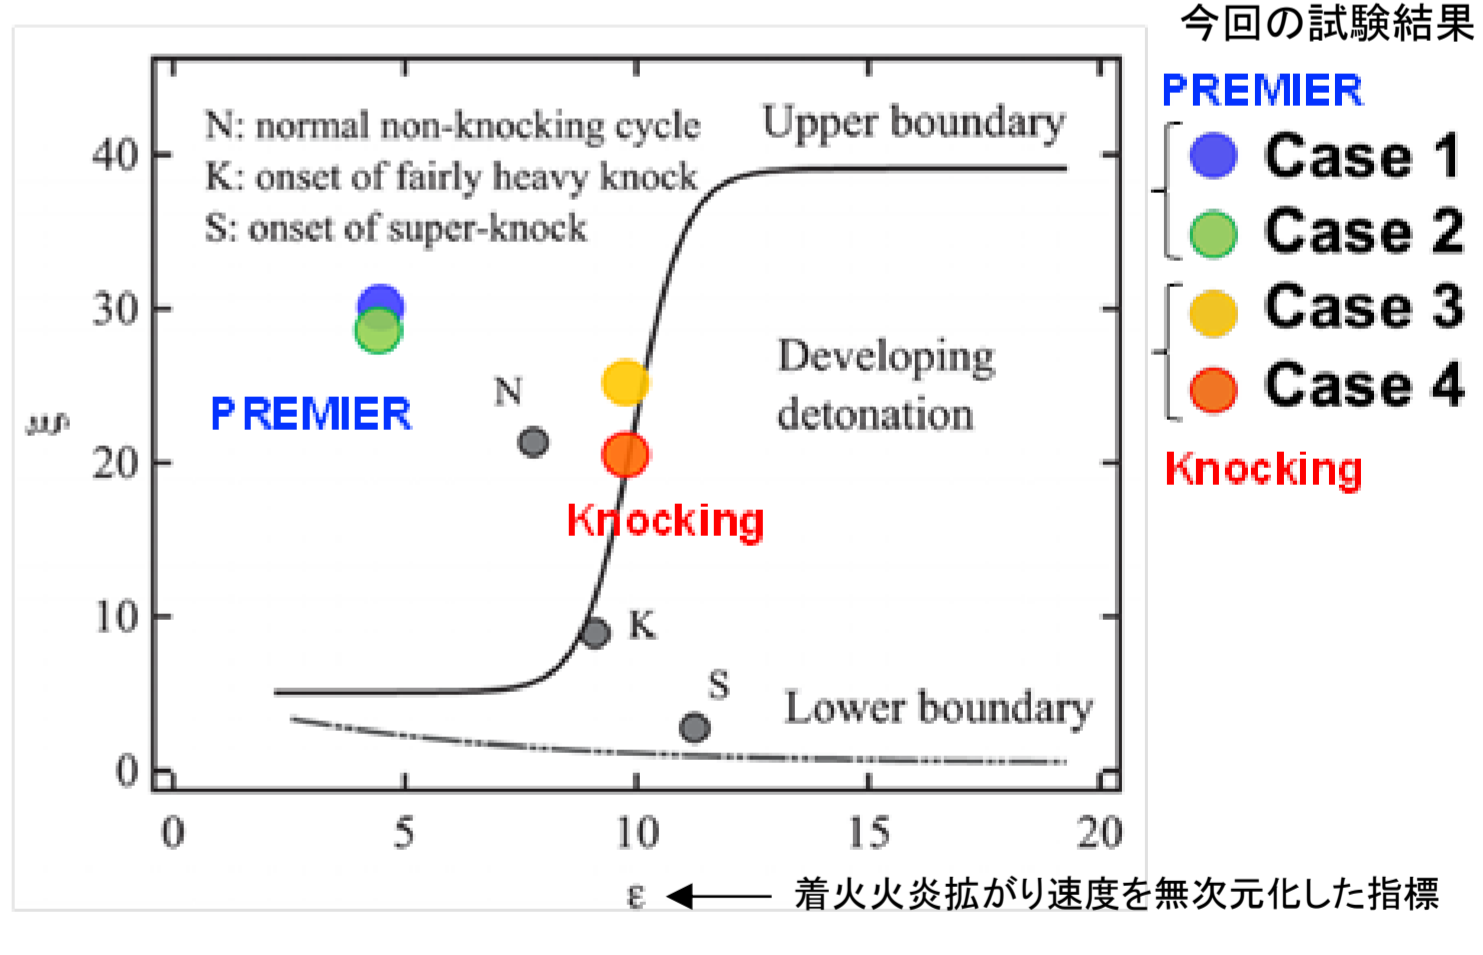 今回の試験結果
PREMIER
Case 1
Case 2
Case 3
Case 4
Knocking
N: normal non-knocking cycle
K: onset of fairly heavy knock
S: onset of super-knock
Upper boundary
Developing
detonation
Lower boundary
PREMIER
N
Knocking
K
S
ξ
40
30
20
10
0
0 5 10 15 20
ε ← 着火火炎拡がり速度を無次元化した指標